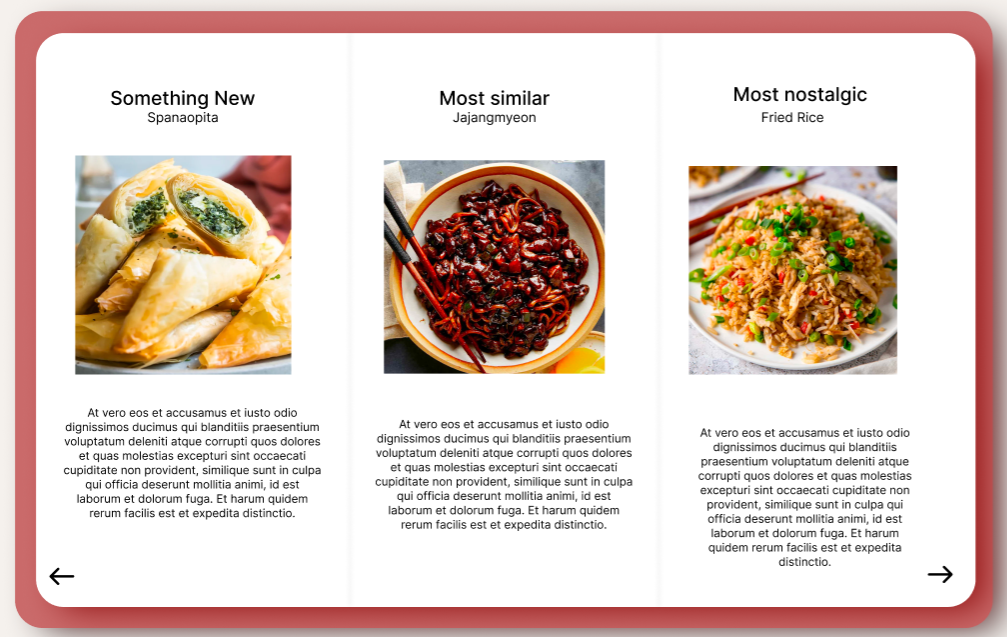 Something New
Spanaopita
At vero eos et accusamus et iusto odio
dignissimos ducimus qui blanditiis praesentium
voluptatum deleniti atque corrupti quos dolores
et quas molestias excepturi sint occaecati
cupiditate non provident, similique sunt in culpa
qui officia deserunt mollitia animi, id est
laborum et dolorum fuga. Et harum quidem
rerum facilis est et expedita distinctio.
Most similar
Jajangmyeon
At vero eos et accusamus et iusto odio
dignissimos ducimus qui blanditiis praesentium
voluptatum deleniti atque corrupti quos dolores
et quas molestias excepturi sint occaecati
cupiditate non provident, similique sunt in culpa
qui officia deserunt mollitia animi, id est
laborum et dolorum fuga. Et harum quidem
rerum facilis est et expedita distinctio.
Most nostalgic
Fried Rice
At vero eos et accusamus et iusto odio
dignissimos ducimus qui blanditiis
praesentium voluptatum deleniti atque
corrupti quos dolores et quas molestias
excepturi sint occaecati cupiditate non
provident, similique sunt in culpa qui
officia deserunt mollitia animi, id est
laborum et dolorum fuga. Et harum
quidem rerum facilis est et expedita
distinctio.